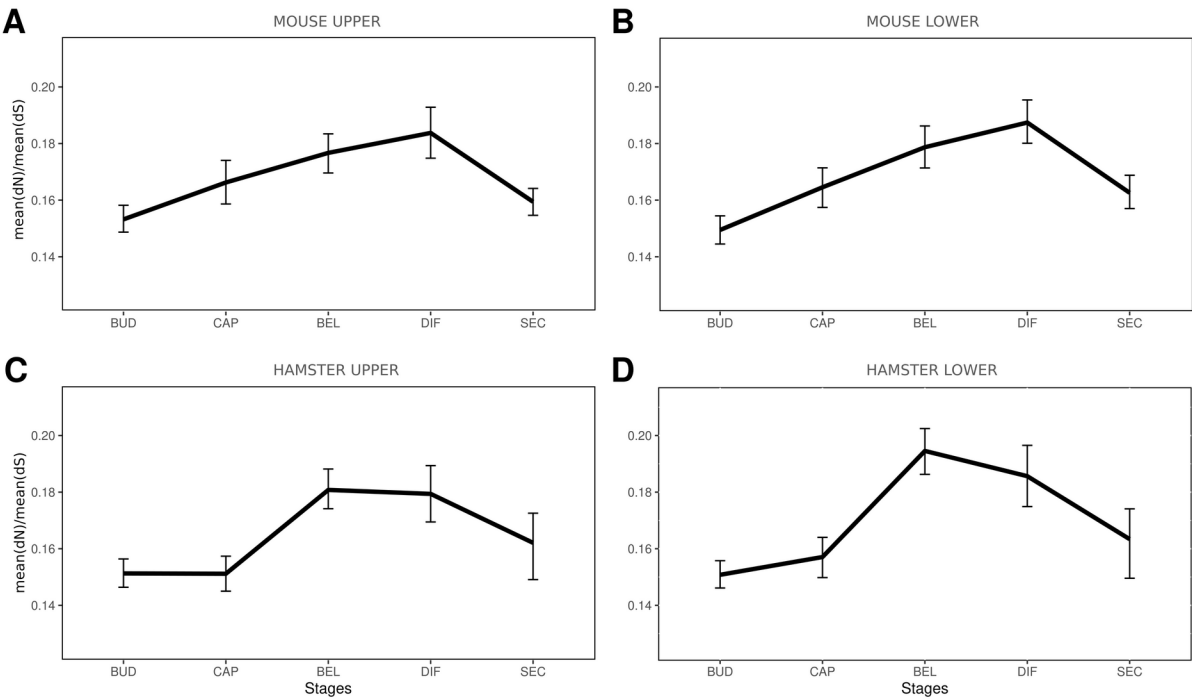 A
MOUSE UPPER
mean(dN)/mean(dS)
0.20
0.18
0.16
0.14
BUD CAP BEL DIF SEC
B
MOUSE LOWER
0.20
0.18
0.16
0.14
BUD CAP BEL DIF SEC
C
HAMSTER UPPER
mean(dN)/mean(dS)
0.20
0.18
0.16
0.14
BUD CAP BEL DIF SEC
Stages
D
HAMSTER LOWER
0.20
0.18
0.16
0.14
BUD CAP BEL DIF SEC
Stages